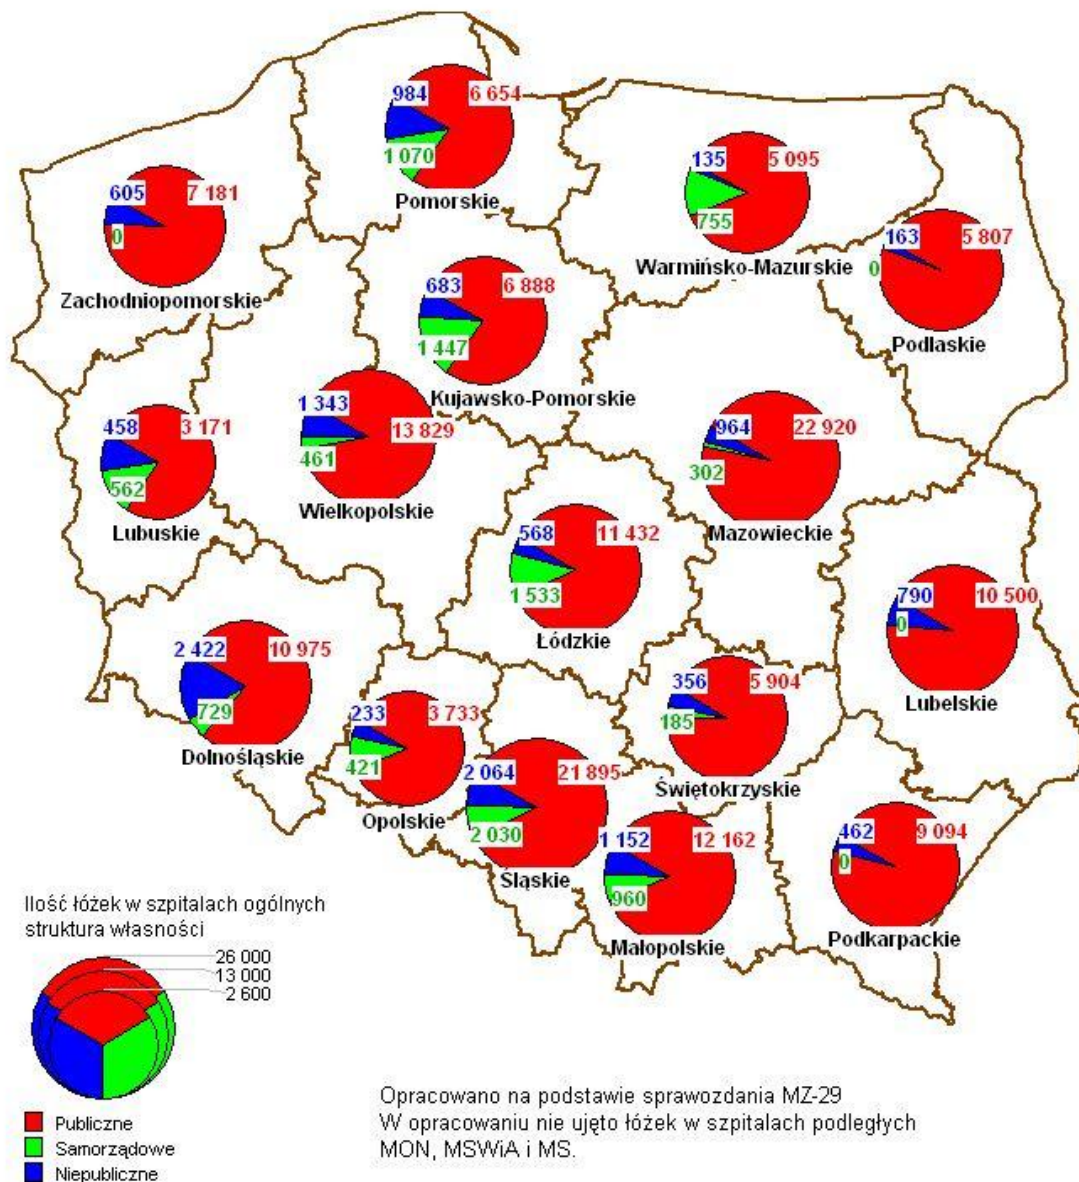 984 6 654
1 070
Pomorskie
135 5 095
755
Warmińsko-Mazurskie
605 7 181
0
Zachodniopomorskie
163 5 807
0
Podlaskie
683 6 888
1 447
Kujawsko-Pomorskie
1 343 13 829
461
Wielkopolskie
458 3 171
562
Lubuskie
964 22 920
302
Mazowieckie
568 11 432
1 533
Łódzkie
790 10 500
0
Lubelskie
2 422 10 975
729
Dolnośląskie
356 5 904
185
Świętokrzyskie
233 3 733
421
Opolskie
2 064 21 895
2 030
Śląskie
1 152 12 162
960
Małopolskie
462 9 094
0
Podkarpackie
Ilość łóżek w szpitalach ogólnych
struktura własności
26 000
13 000
2 600
Publiczne
Samorządowe
Niepubliczne
Opracowano na podstawie sprawozdania MZ-29
W opracowaniu nie ujęto łóżek w szpitalach podległych
MON, MSWiA i MS.